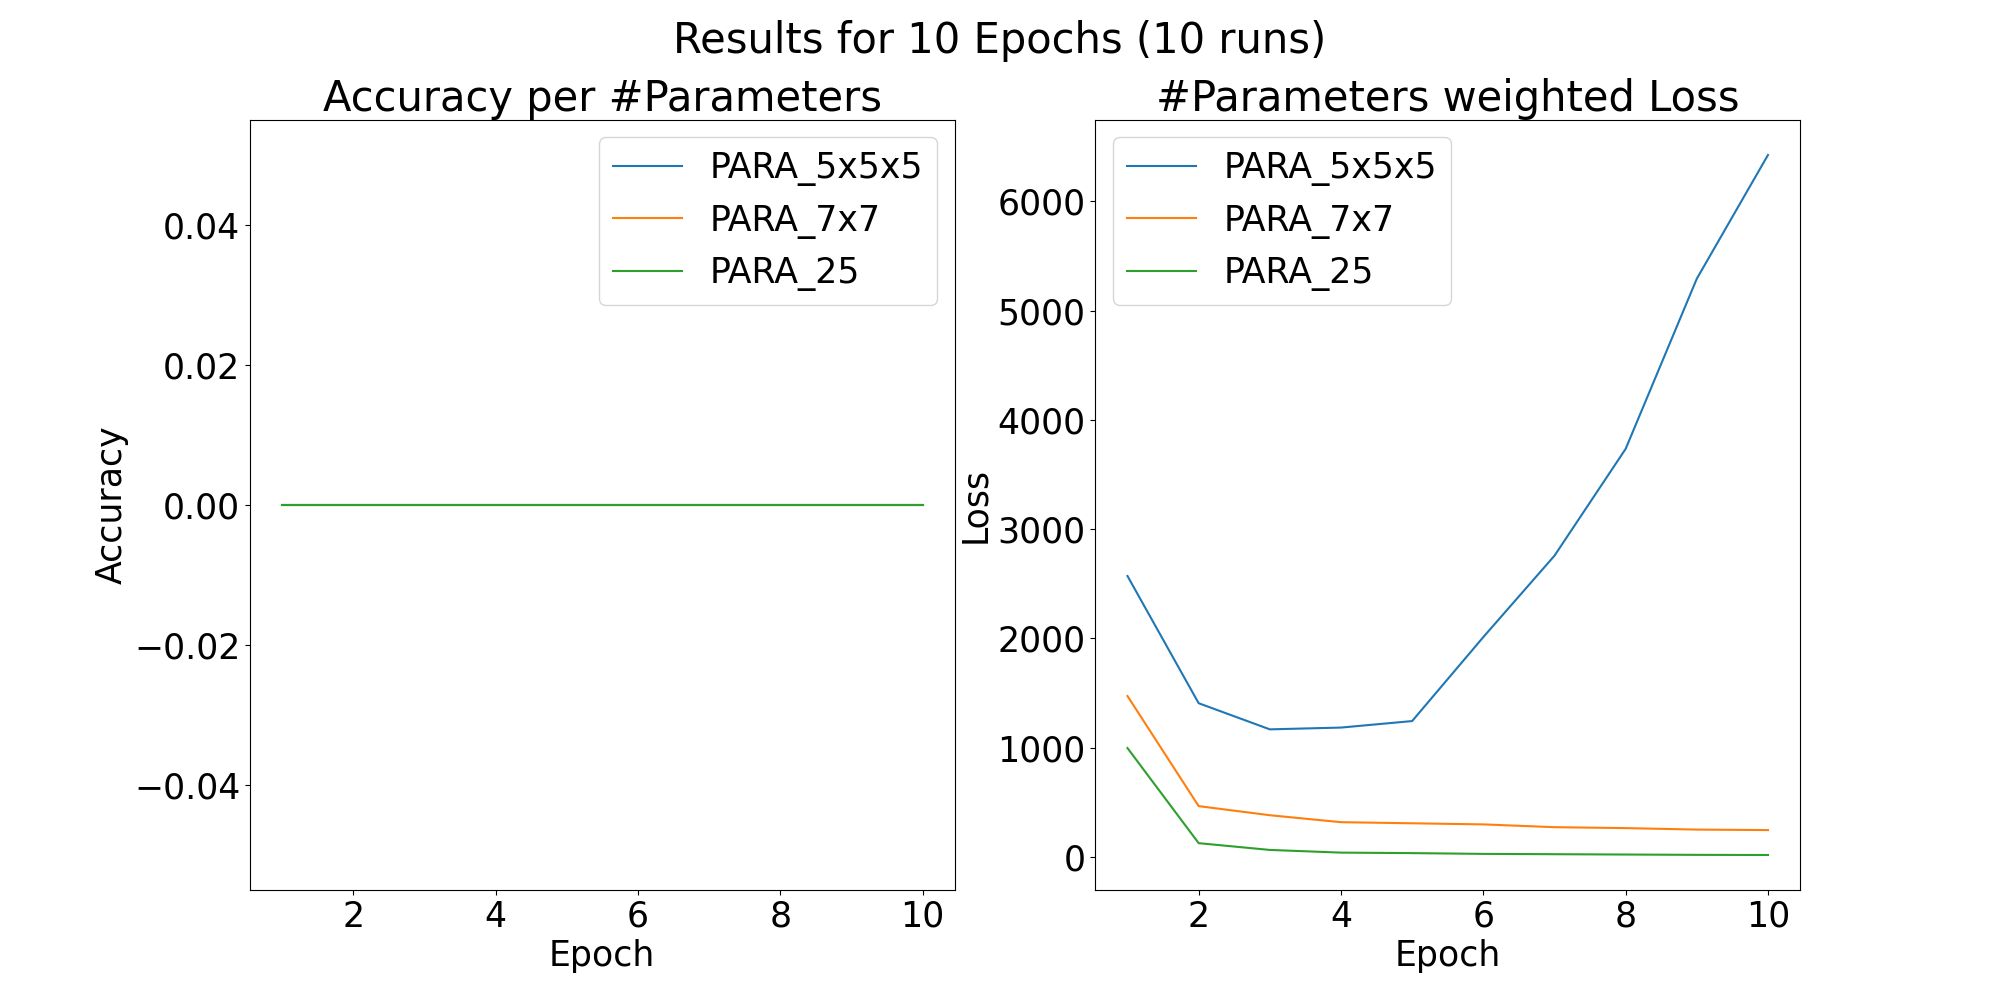 Results for 10 Epochs (10 runs)
Accuracy per #Parameters
PARA_5x5x5
PARA_7x7
PARA_25
0.04
0.02
0.00
−0.02
−0.04
Accuracy
2 4 6 8 10
Epoch
#Parameters weighted Loss
PARA_5x5x5
PARA_7x7
PARA_25
6000
5000
4000
3000
2000
1000
0
Loss
2 4 6 8 10
Epoch